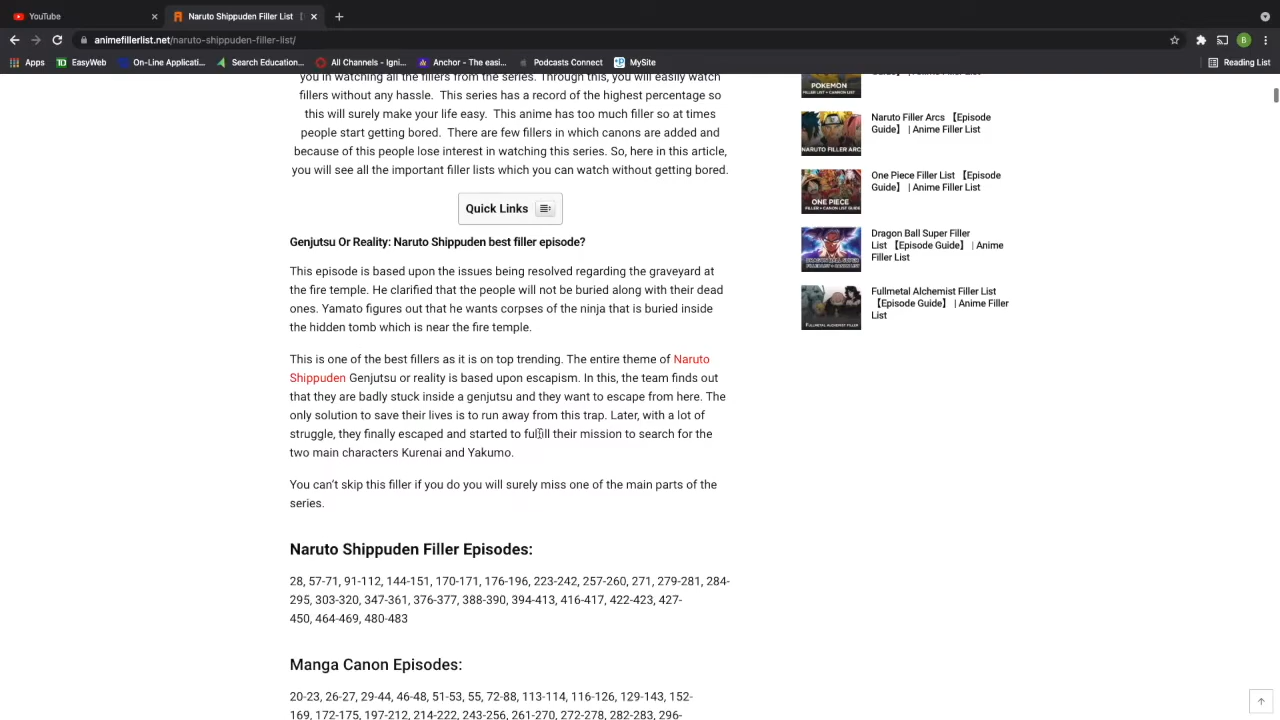 YouTube
Naruto Shippuden Filler List 【
animefillerlist.net/naruto-shippuden-filler-list/
B
Apps
EasyWeb
On-Line Applicati...
Search Education...
All Channels - Igni...
Anchor - The easi...
Podcasts Connect
MySite
Reading List
you in watching all the fillers from the series. Through this, you will easily watch
fillers without any hassle. This series has a record of the highest percentage so
this will surely make your life easy. This anime has too much filler so at times
people start getting bored. There are few fillers in which canons are added and
because of this people lose interest in watching this series. So, here in this article,
you will see all the important filler lists which you can watch without getting bored.
Quick Links
Genjutsu Or Reality: Naruto Shippuden best filler episode?
This episode is based upon the issues being robbed regarding the graveyard at
the fire temple. He clarified that the people will not be buried along with their dead
ones. Yamato figures out that he wants corpses of the ninja that is buried inside
the hidden tomb which is near the fire temple.
This is one of the best fillers as it is on top trending. The entire theme of Naruto
Shippuden Genjutsu or reality is based upon escapism. In this, the team finds out
that they are badly stuck inside a genjutsu and they want to escape from here. The
only solution to save their lives is to run away from this trap. Later, with a lot of
struggle, they finally escaped and started to fulfill their mission to search for the
two main characters Kurenai and Yakumo.
You can't skip this filler if you do you will surely miss one of the main parts of the
series.
Naruto Shippuden Filler Episodes:
28, 57-71, 91-112, 144-151, 170-171, 176-196, 223-242, 257-260, 271, 279-281, 284-
295, 303-320, 347-361, 376-377, 388-390, 394-413, 416-417, 422-423, 427-
450, 464-469, 480-483
Manga Canon Episodes:
20-23, 26-27, 29-44, 46-48, 51-53, 55, 72-88, 113-114, 116-126, 129-143, 152-
169, 172-175, 197-212, 214-222, 243-256, 261-270, 272-278, 282-283, 296-
Guide】 | Anime Filler List
POKEMON
FILLER LIST + CANNON LIST
Naruto Filler Arcs 【Episode
Guide】 | Anime Filler List
NARUTO FILLER ARC
One Piece Filler List 【Episode
Guide】 | Anime Filler List
ONE PIECE
FILLER + CANON LIST GUIDE
Dragon Ball Super Filler
List 【Episode Guide】 | Anime
Filler List
DRAGON BALL SUPER
Fullmetal Alchemist Filler List
【Episode Guide】 | Anime Filler
List
FULLMETAL ALCHEMIST FILLER